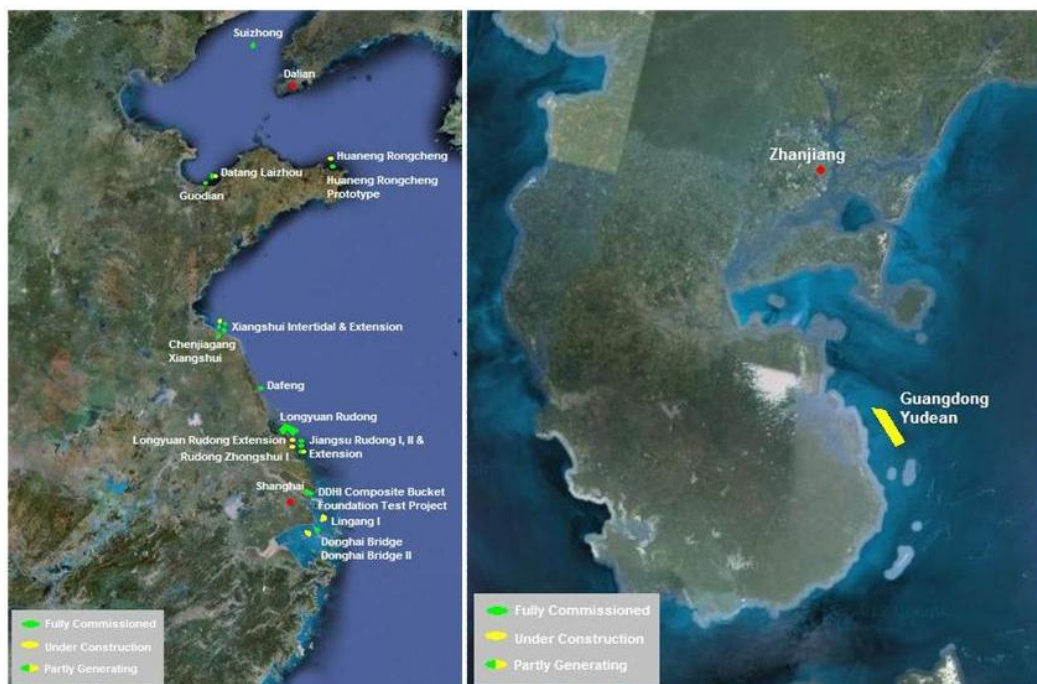 Suizhong
Dalian
Huaneng Rongcheng
Datang Laizhou
Huaneng Rongcheng
Prototype
Guodian
Xiangshui Intertidal & Extension
Chenjiagang
Xiangshui
Dafeng
Longyuan Rudong
Longyuan Rudong Extension
Jiangsu Rudong I, II &
Extension
Rudong Zhongshui I
Shanghai
DDHI Composite Bucket
Foundation Test Project
Lingang I
Donghai Bridge
Donghai Bridge II
Fully Commissioned
Under Construction
Partly Generating
Zhanjiang
Guangdong
Yudean
Fully Commissioned
Under Construction
Partly Generating